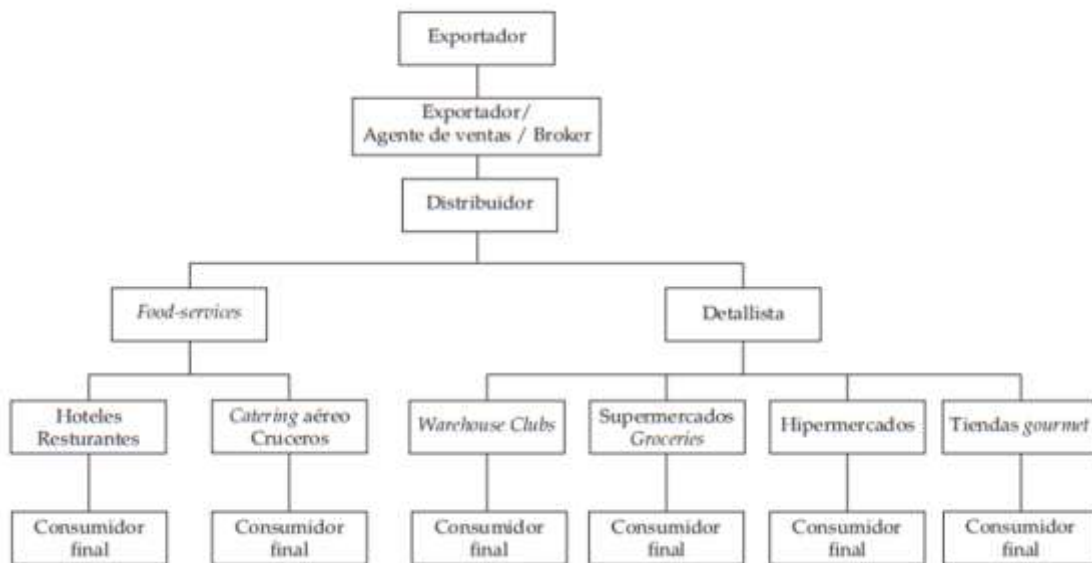 Exportador
Exportador/
Agente de ventas / Broker
Distribuidor
Food-services
Detallista
Hoteles
Resturantes
Catering aéreo
Cruceros
Warehouse Clubs
Supermercados
Groceries
Hipermercados
Tiendas gourmet
Consumidor
final
Consumidor
final
Consumidor
final
Consumidor
final
Consumidor
final
Consumidor
final